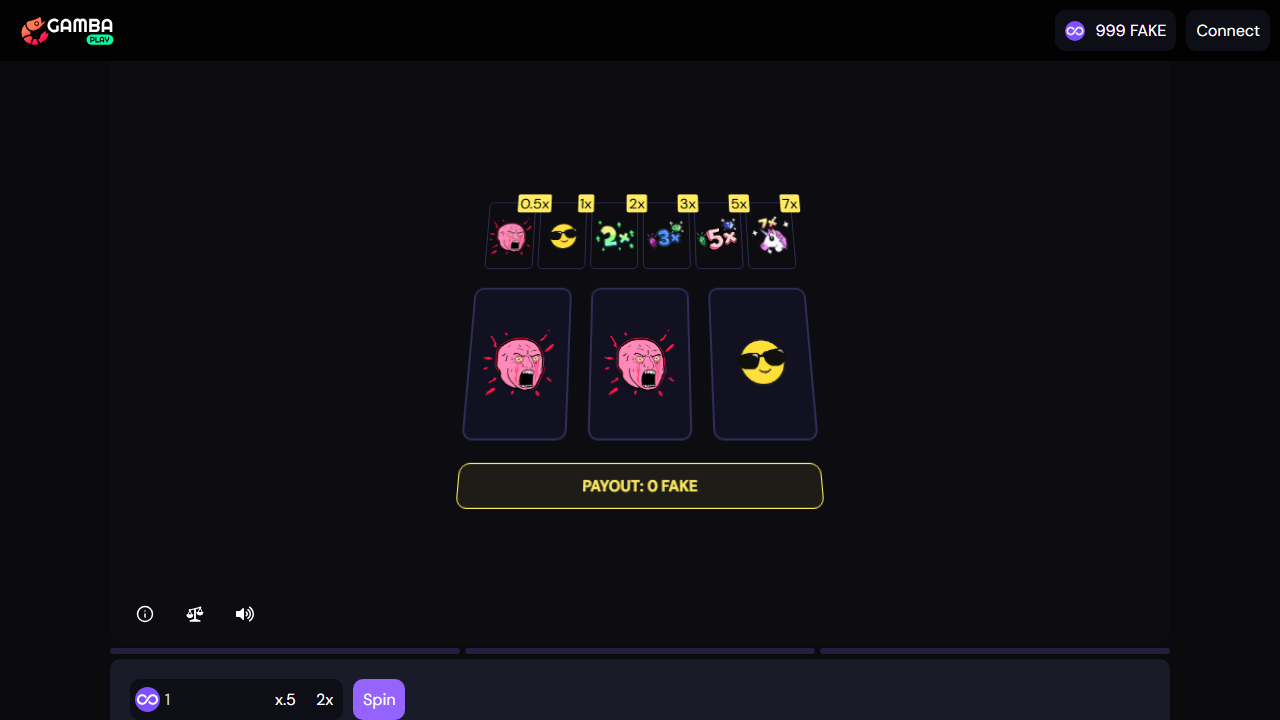 GAMBA
PLAY
999 FAKE
Connect
0.5x
1x
2x
3x
5x
7x
2x
3x
5x
7x
PAYOUT: 0 FAKE
1
x.5
2x
Spin